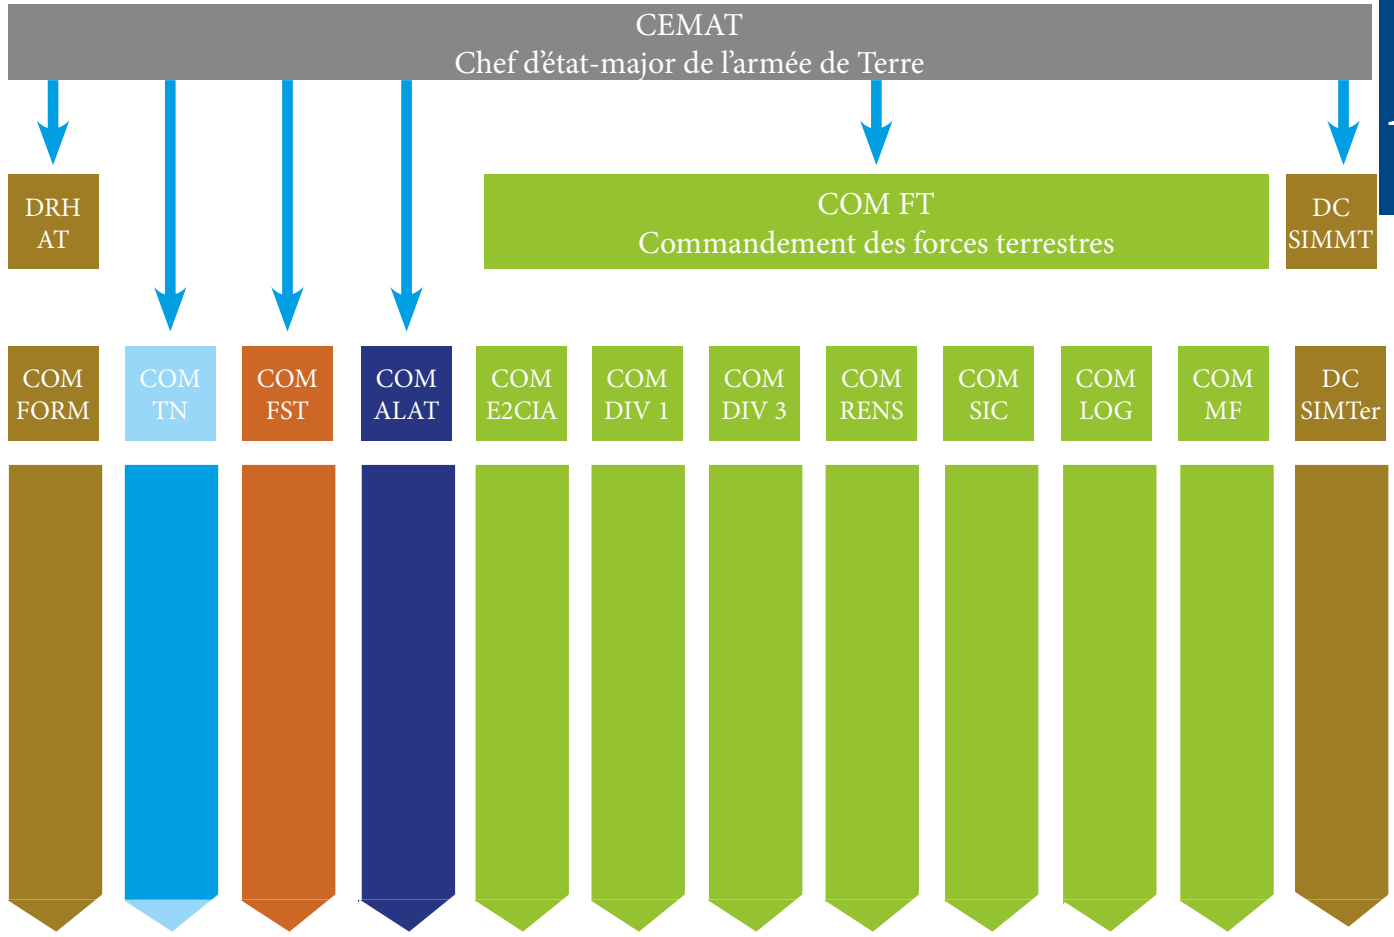 CEMAT
Chef d'état-major de l'armée de Terre
DRH
AT
COM FT
Commandement des forces terrestres
DC
SIMMT
COM
FORM
COM
TN
COM
FST
COM
ALAT
COM
E2CIA
COM
DIV 1
COM
DIV 3
COM
RENS
COM
SIC
COM
LOG
COM
MF
DC
SIMTer